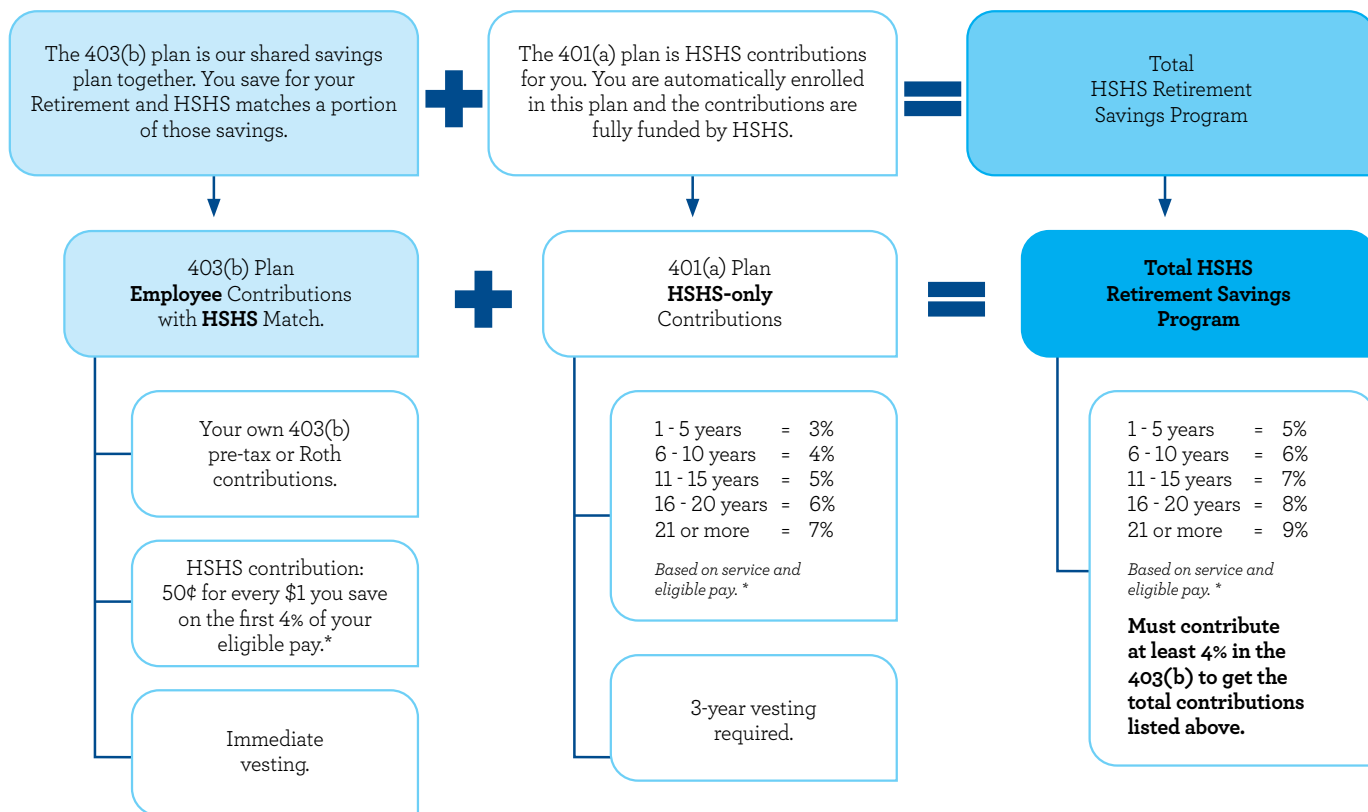 The 403(b) plan is our shared savings
plan together. You save for your
Retirement and HSHS matches a portion
of those savings.
The 401(a) plan is HSHS contributions
for you. You are automatically enrolled
in this plan and the contributions are
fully funded by HSHS.
Total
HSHS Retirement
Savings Program
403(b) Plan
Employee Contributions
with HSHS Match.
401(a) Plan
HSHS-only
Contributions
Total HSHS
Retirement Savings
Program
Your own 403(b)
pre-tax or Roth
contributions.
HSHS contribution:
50¢ for every $1 you save
on the first 4% of your
eligible pay.*
Immediate
vesting.
1 - 5 years = 3%
6 - 10 years = 4%
11 - 15 years = 5%
16 - 20 years = 6%
21 or more = 7%
Based on service and
eligible pay. *
3-year vesting
required.
1 - 5 years = 5%
6 - 10 years = 6%
11 - 15 years = 7%
16 - 20 years = 8%
21 or more = 9%
Based on service and
eligible pay. *
Must contribute
at least 4% in the
403(b) to get the
total contributions
listed above.